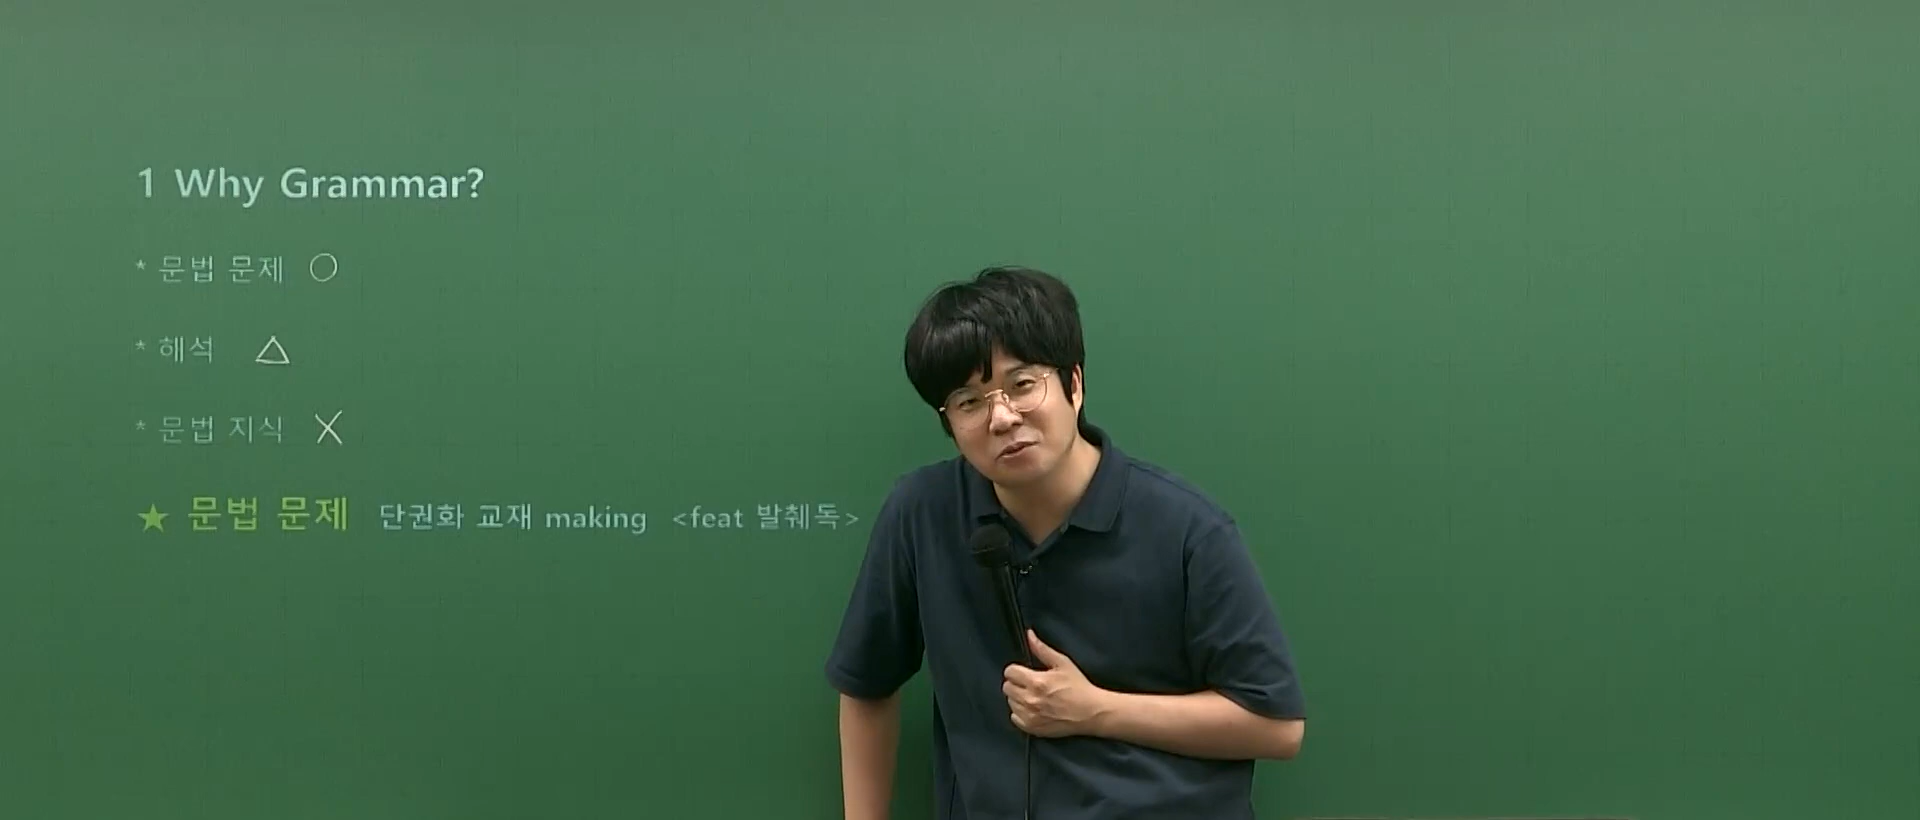 1 Why Grammar?
* 문법 문제 ○
* 해석 △
* 문법 지식 X
★ 문법 문제 단권화 교재 making <feat 발췌독>